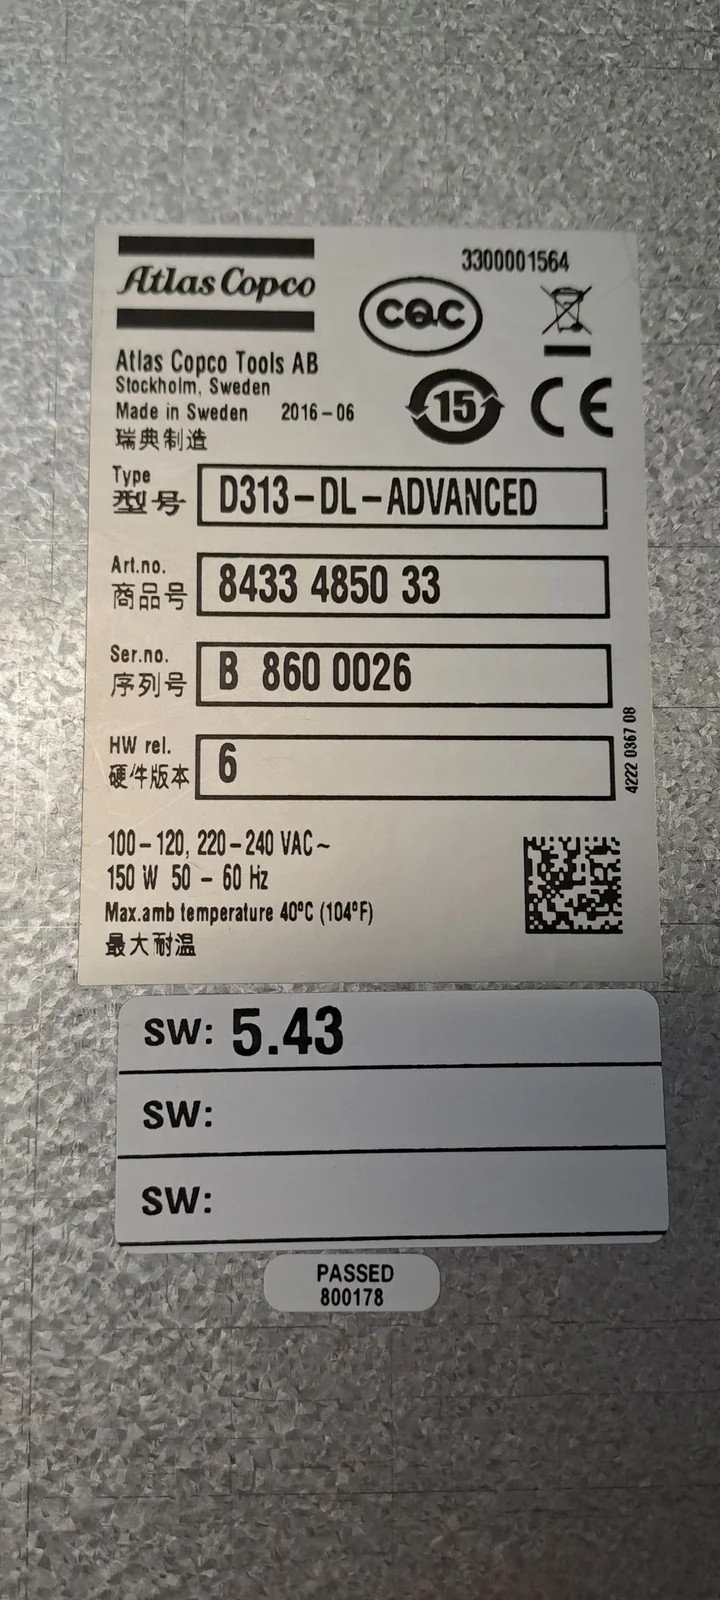 3300001564
Atlas Copco
CQC
Atlas Copco Tools AB
Stockholm, Sweden
Made in Sweden 2016-06
瑞典制造
15
CE
Type
型号
D313-DL-ADVANCED
Art.no.
商品号
8433 4850 33
Ser.no.
序列号
B 860 0026
HW rel.
硬件版本
6
4222 0367 08
100-120, 220-240 VAC~
150 W 50 - 60 Hz
Max.amb temperature 40°C (104°F)
最大耐温
SW: 5.43
SW:
SW:
PASSED
800178